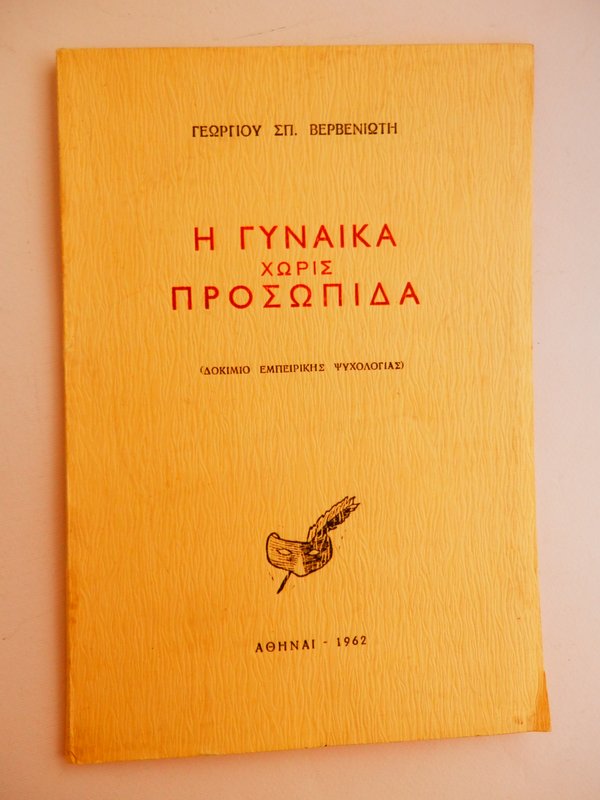 ΓΕΩΡΓΙΟΥ ΣΠ. ΒΕΡΒΕΝΙΩΤΗ
Η ΓΥΝΑΙΚΑ
ΧΩΡΙΣ
ΠΡΟΣΩΠΙΔΑ
(ΔΟΚΙΜΙΟ ΕΜΠΕΙΡΙΚΗΣ ΨΥΧΟΛΟΓΙΑΣ)
ΑΘΗΝΑΙ - 1962